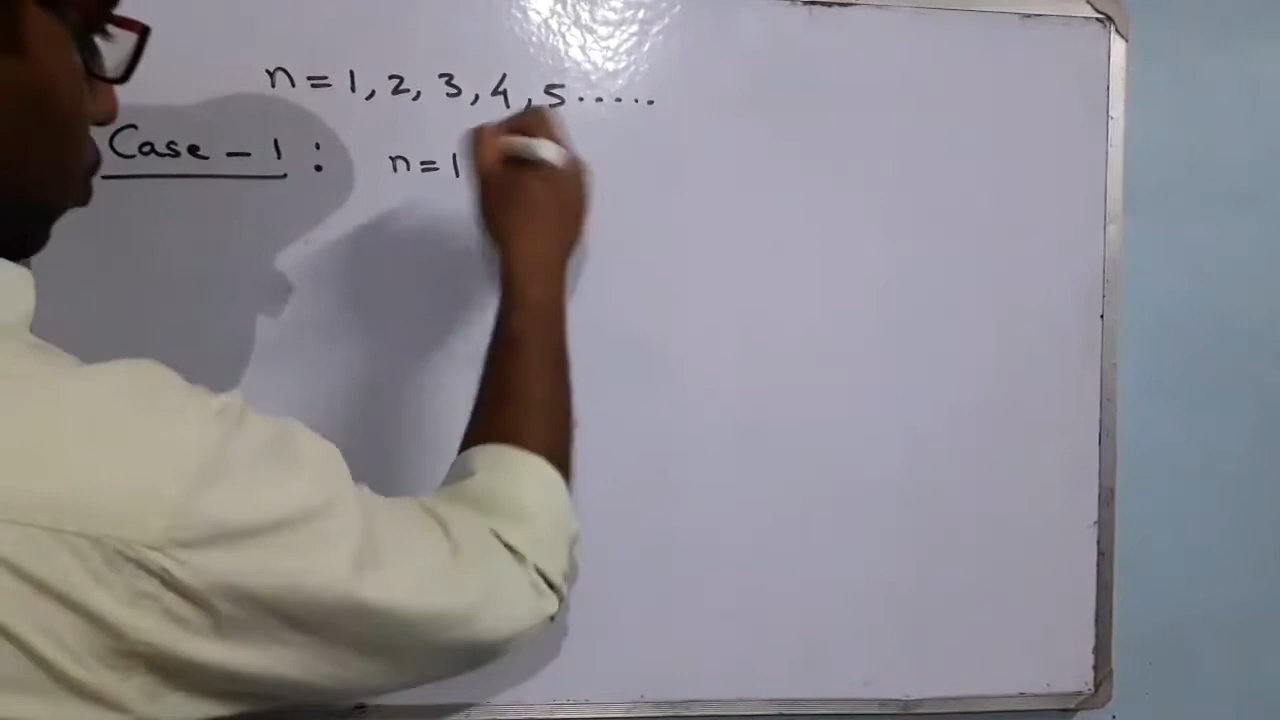 n = 1, 2, 3, 4, 5.....
Case - 1 : n = 1